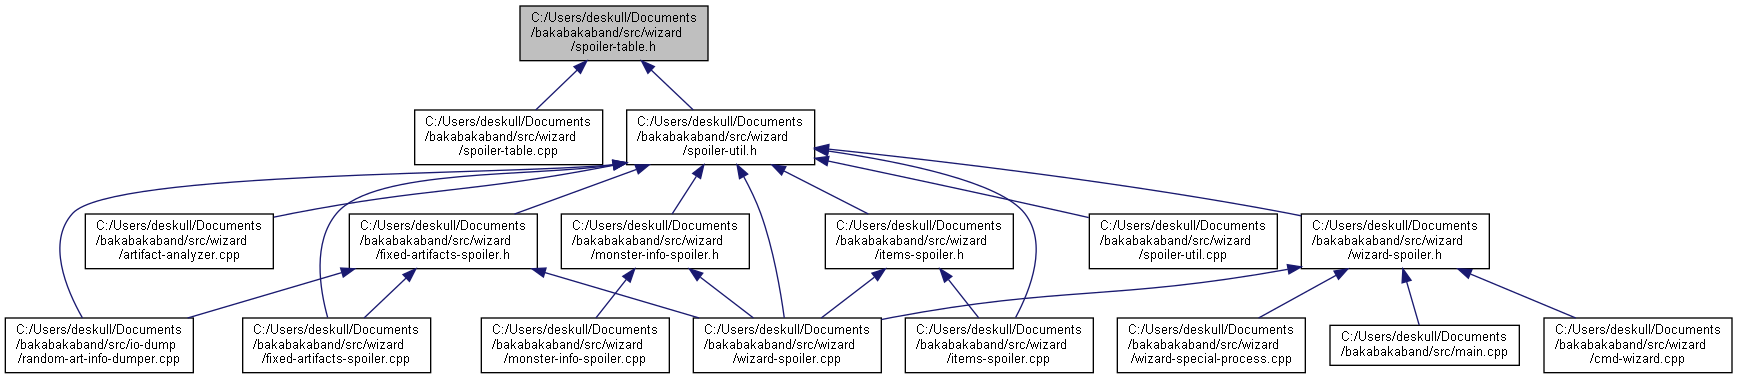 C:/Users/deskull/Documents
/bakabakaband/src/wizard
/spoiler-table.h
C:/Users/deskull/Documents
/bakabakaband/src/wizard
/spoiler-table.cpp
C:/Users/deskull/Documents
/bakabakaband/src/wizard
/spoiler-util.h
C:/Users/deskull/Documents
/bakabakaband/src/wizard
/artifact-analyzer.cpp
C:/Users/deskull/Documents
/bakabakaband/src/wizard
/fixed-artifacts-spoiler.h
C:/Users/deskull/Documents
/bakabakaband/src/wizard
/monster-info-spoiler.h
C:/Users/deskull/Documents
/bakabakaband/src/wizard
/items-spoiler.h
C:/Users/deskull/Documents
/bakabakaband/src/wizard
/spoiler-util.cpp
C:/Users/deskull/Documents
/bakabakaband/src/wizard
/wizard-spoiler.h
C:/Users/deskull/Documents
/bakabakaband/src/io-dump
/random-art-info-dumper.cpp
C:/Users/deskull/Documents
/bakabakaband/src/wizard
/fixed-artifacts-spoiler.cpp
C:/Users/deskull/Documents
/bakabakaband/src/wizard
/monster-info-spoiler.cpp
C:/Users/deskull/Documents
/bakabakaband/src/wizard
/wizard-spoiler.cpp
C:/Users/deskull/Documents
/bakabakaband/src/wizard
/items-spoiler.cpp
C:/Users/deskull/Documents
/bakabakaband/src/wizard
/wizard-special-process.cpp
C:/Users/deskull/Documents
/bakabakaband/src/main.cpp
C:/Users/deskull/Documents
/bakabakaband/src/wizard
/cmd-wizard.cpp